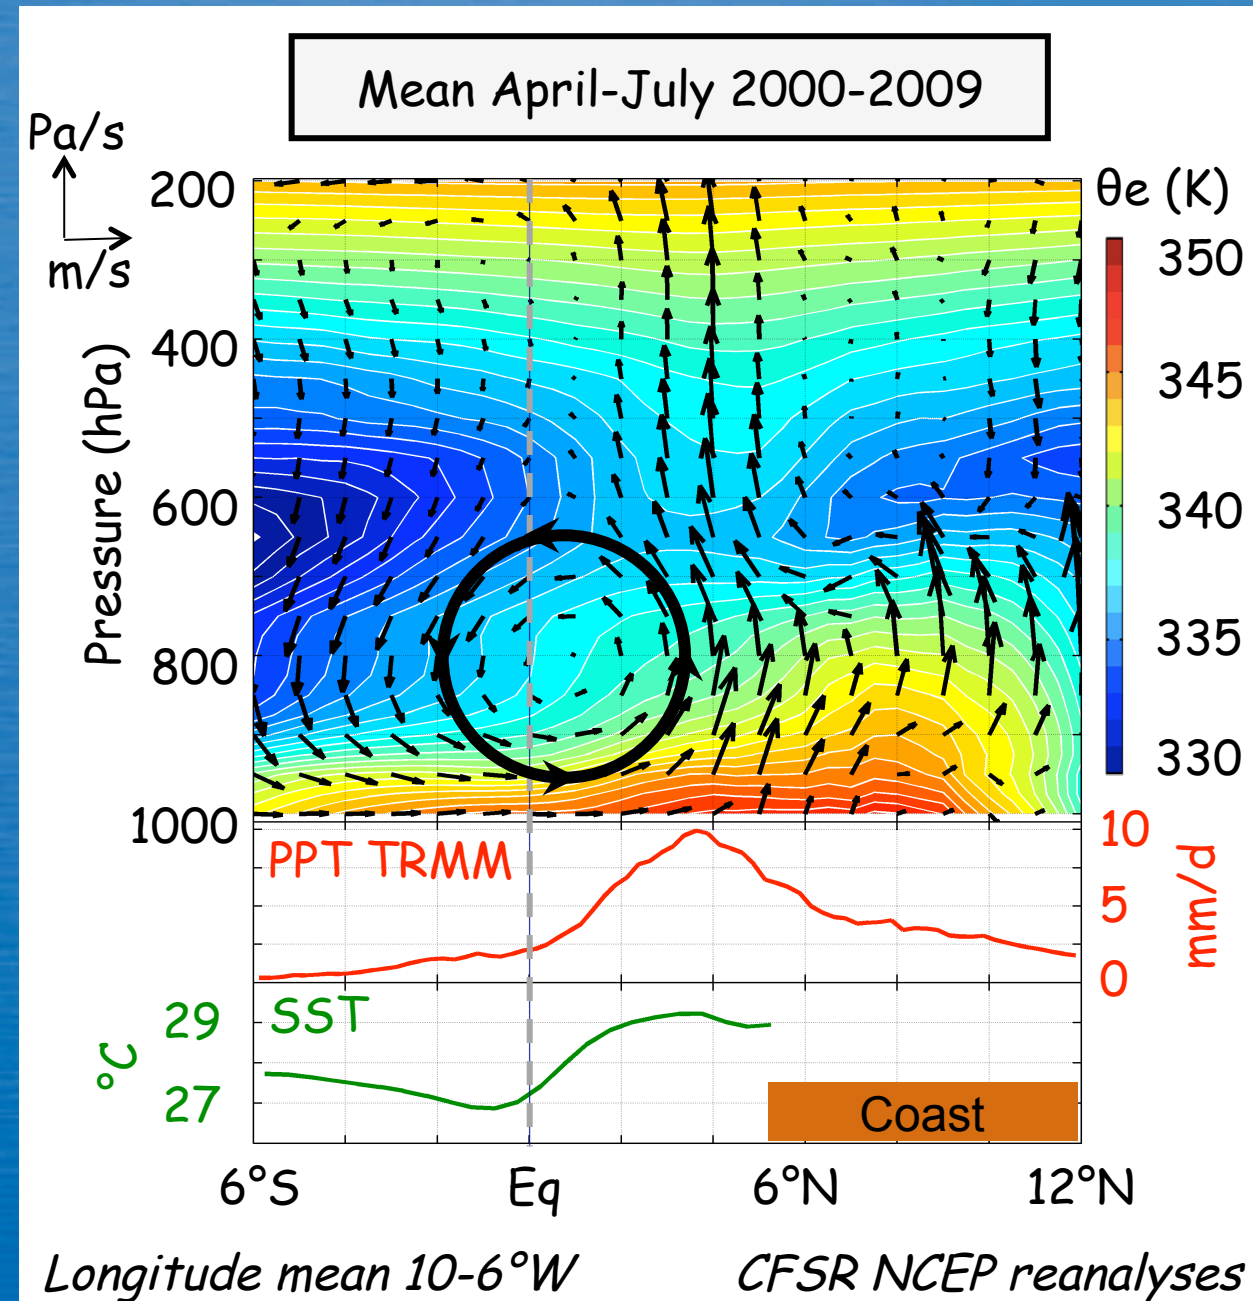 Mean April-July 2000-2009
Pa/s
m/s
θe (K)
Pressure (hPa)
200
400
600
800
1000
350
345
340
335
330
PPT TRMM
10
5
0
mm/d
SST
29
27
°C
Coast
6°S
Eq
6°N
12°N
Longitude mean 10-6°W
CFSR NCEP reanalyses